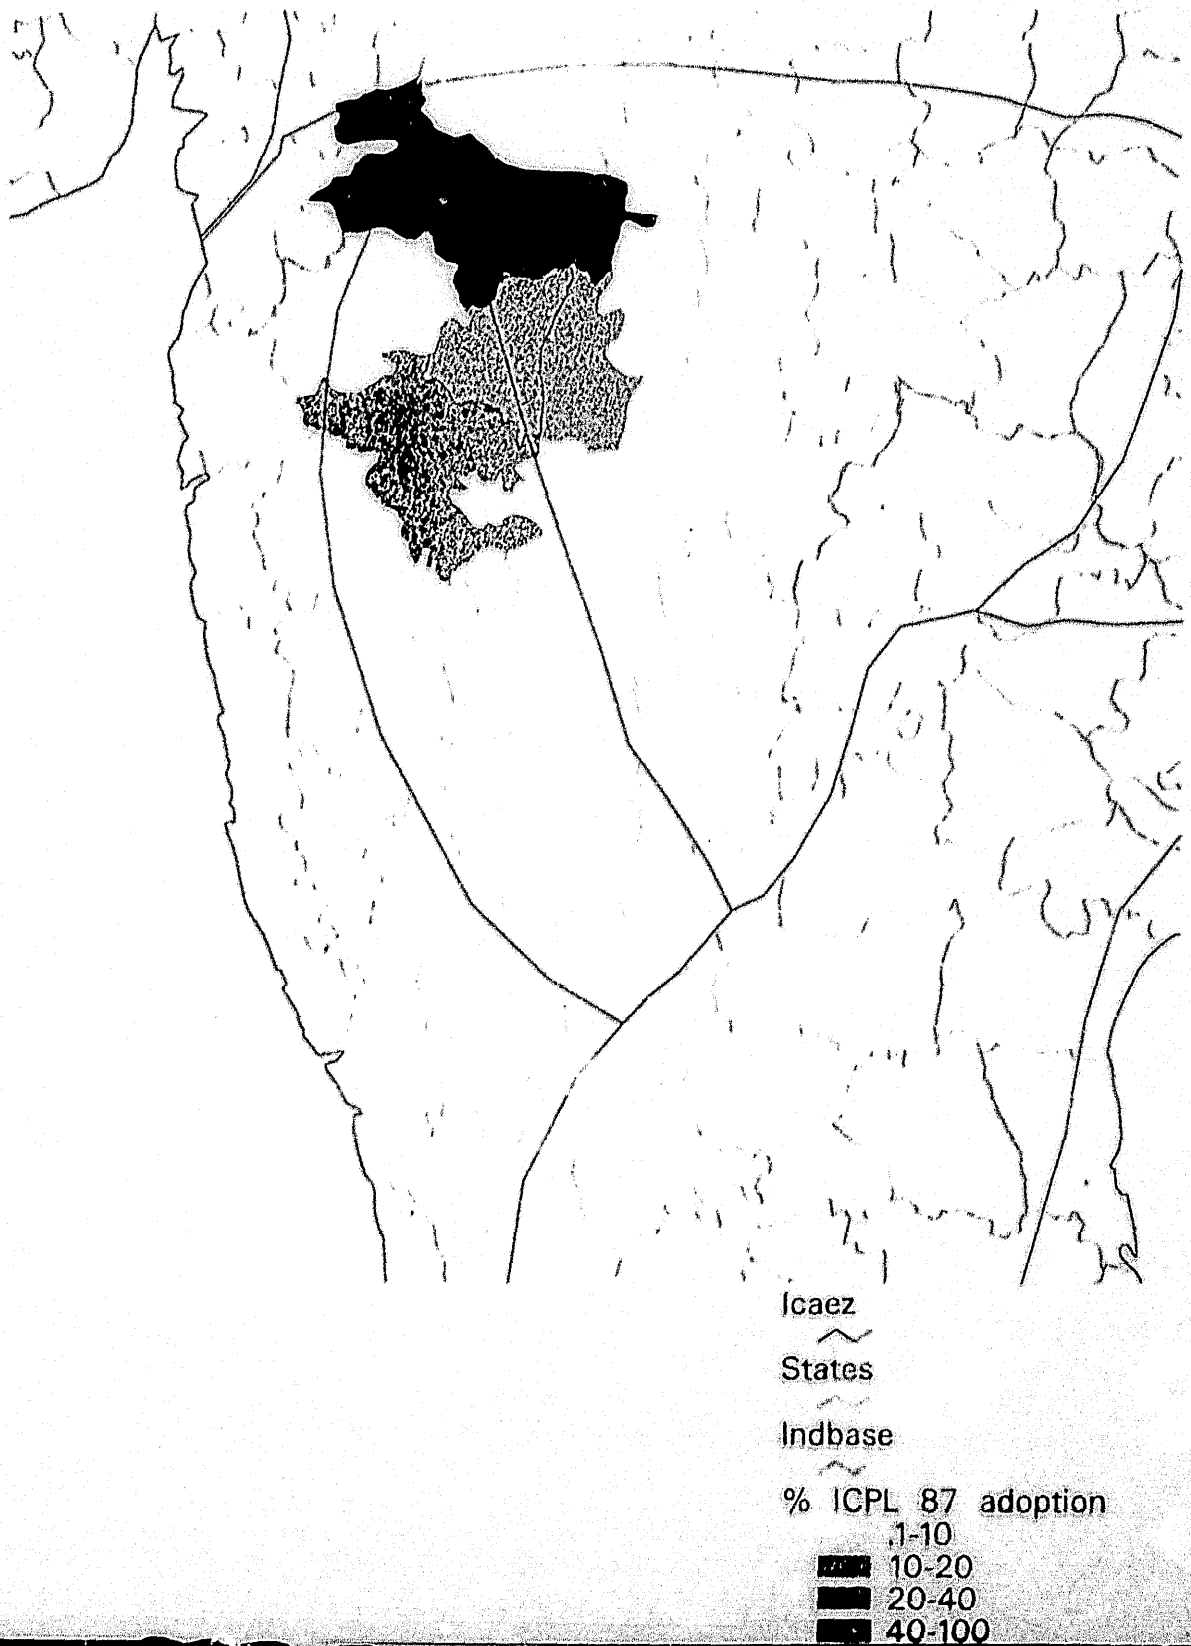 Icaez
States
Indbase
% ICPL 87 adoption
.1-10
10-20
20-40
40-100